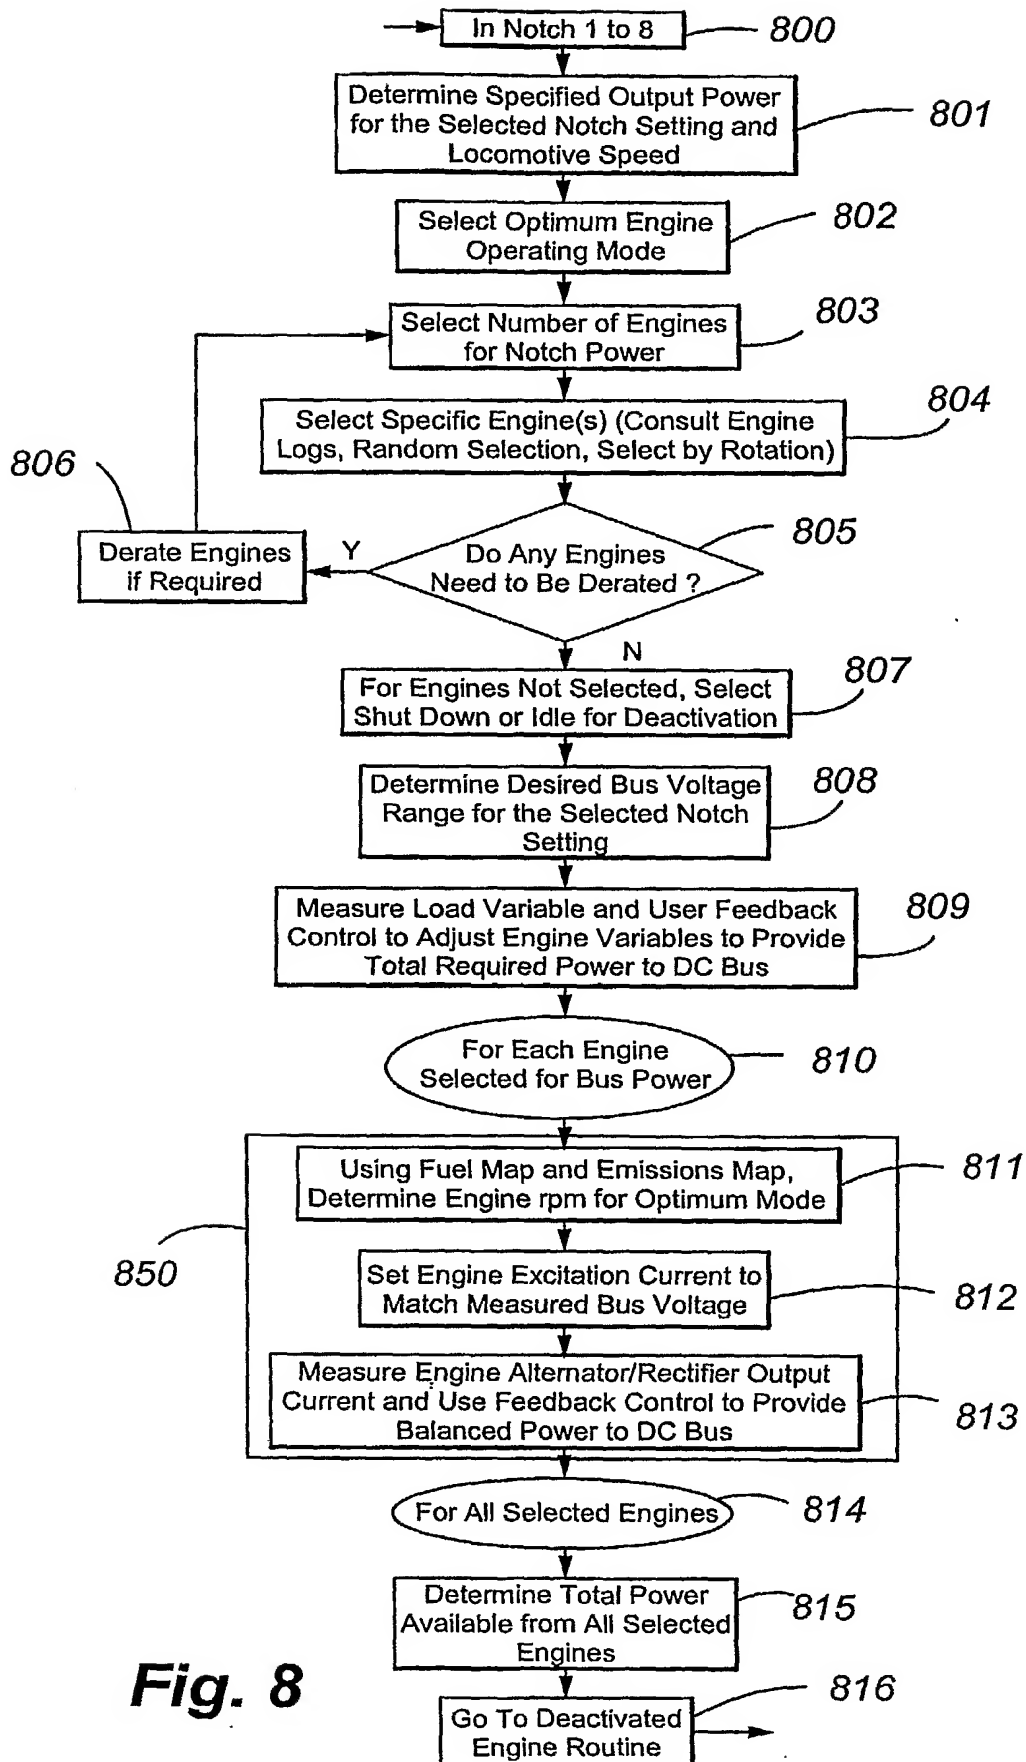 In Notch 1 to 8
800
Determine Specified Output Power
for the Selected Notch Setting and
Locomotive Speed
801
Select Optimum Engine
Operating Mode
802
Select Number of Engines
for Notch Power
803
Select Specific Engine(s) (Consult Engine
Logs, Random Selection, Select by Rotation)
804
806
Derate Engines
if Required
Y
Do Any Engines
Need to Be Derated ?
805
N
For Engines Not Selected, Select
Shut Down or Idle for Deactivation
807
Determine Desired Bus Voltage
Range for the Selected Notch
Setting
808
Measure Load Variable and User Feedback
Control to Adjust Engine Variables to Provide
Total Required Power to DC Bus
809
For Each Engine
Selected for Bus Power
810
Using Fuel Map and Emissions Map,
Determine Engine rpm for Optimum Mode
811
850
Set Engine Excitation Current to
Match Measured Bus Voltage
812
Measure Engine Alternator/Rectifier Output
Current and Use Feedback Control to Provide
Balanced Power to DC Bus
813
For All Selected Engines
814
Determine Total Power
Available from All Selected
Engines
815
Go To Deactivated
Engine Routine
816
Fig. 8